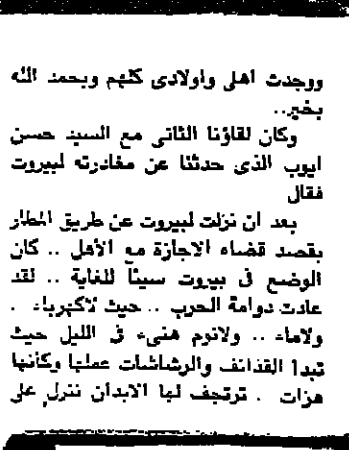 ووجدت اهلى واولادى كلهم وبحمد الله
بخير..
وكان لقاؤنا الثانى مع السيد حسن
ايوب الذى حدثنا عن مغادرته لبيروت
فقال
بعد ان نزلت لبيروت عن طريق المطار
بقصد قضاء الاجازة مع الأهل .. كان
الوضع فى بيروت سيئا للغاية .. لقد
عادت دوامة الحرب .. حيث لاكهرباء .
ولاماء .. ولانوم هنىء فى الليل حيث
تبدا القذائف والرشاشات عملها وكأنها
هزات . ترتجف لها الابدان تنزل على